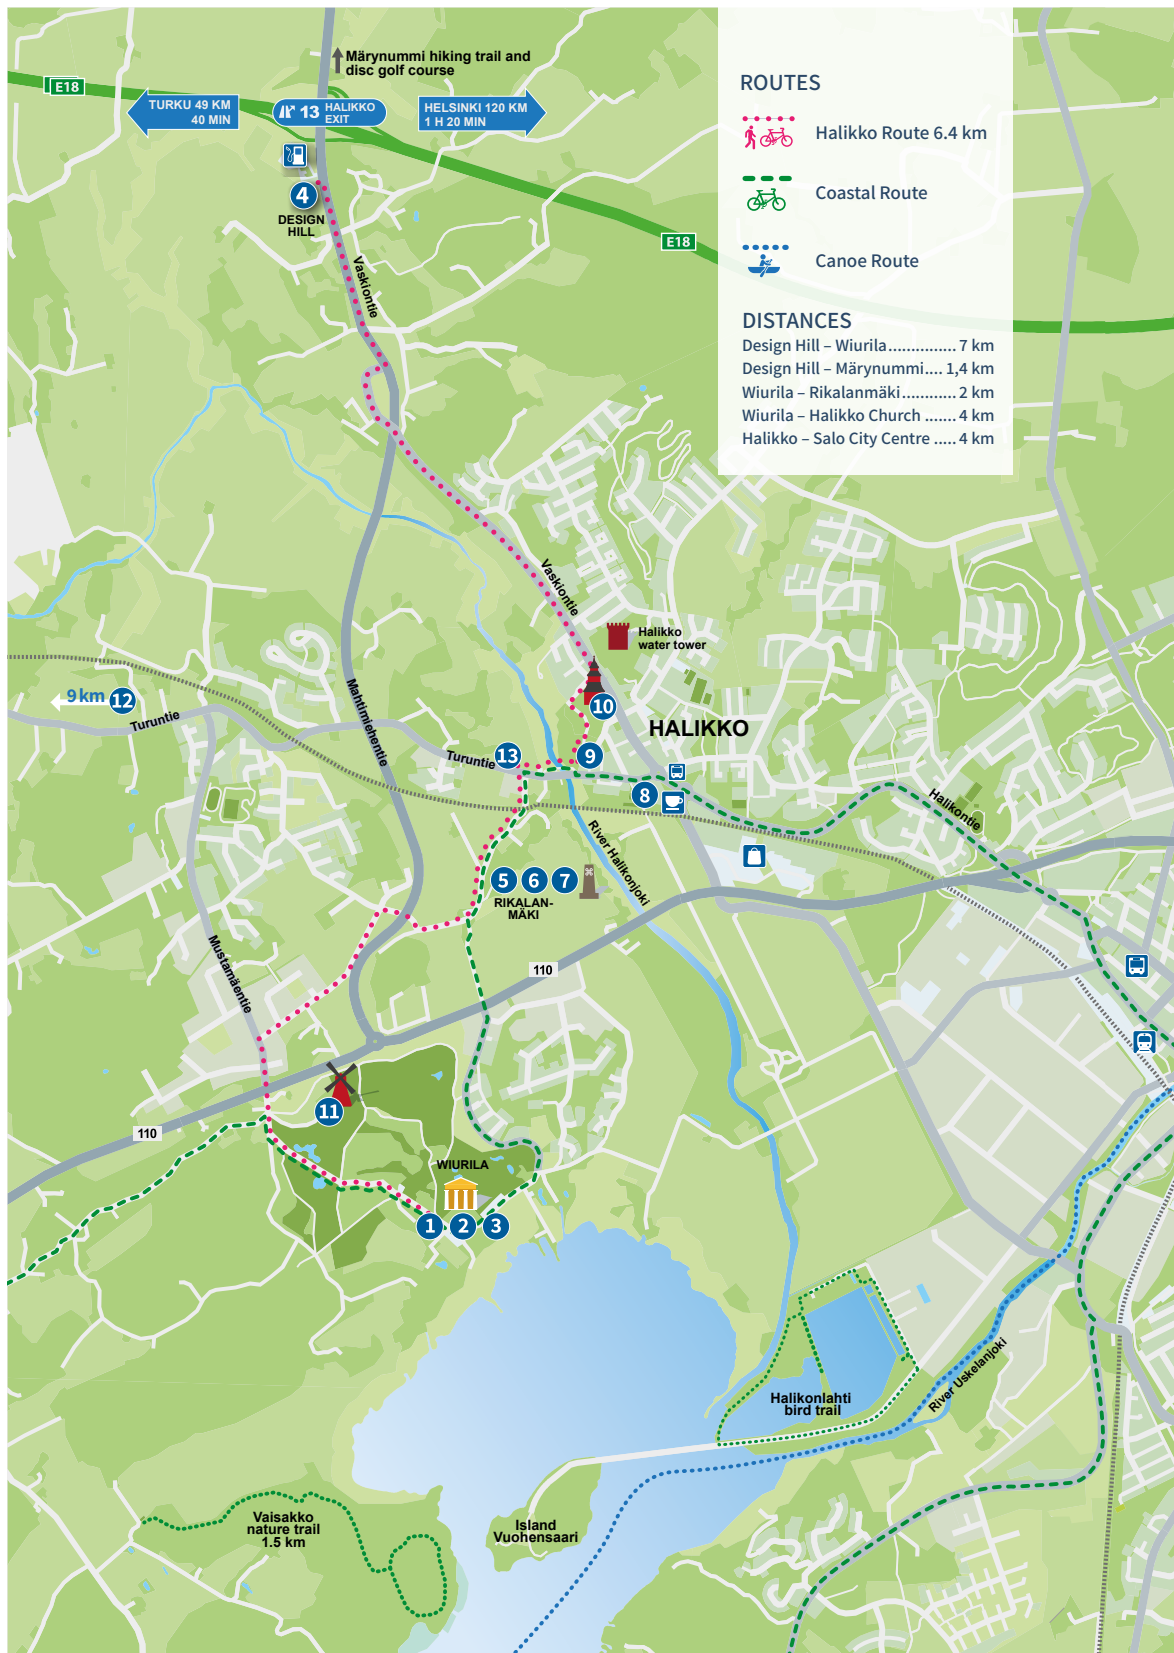 Märynummi hiking trail and
disc golf course
E18
TURKU 49 KM
40 MIN
13 HALIKKO
EXIT
HELSINKI 120 KM
1 H 20 MIN
4
DESIGN
HILL
Vaskiontie
E18
ROUTES
Halikko Route 6.4 km
Coastal Route
Canoe Route
DISTANCES
Design Hill – Wiurila............... 7 km
Design Hill – Märynummi.... 1,4 km
Wiurila – Rikalanmäki............ 2 km
Wiurila – Halikko Church ....... 4 km
Halikko – Salo City Centre ..... 4 km
Vaskiontie
Halikko
water tower
9 km 12
Turuntie
Mahtimiehentie
10
HALIKKO
Turuntie
13
9
8
Halikontie
River Halikonjoki
5 6 7
RIKALAN-
MÄKI
Mustamäentie
110
11
110
WIURILA
1 2 3
River Uskelanjoki
Halikonlahti
bird trail
Vaisakko
nature trail
1.5 km
Island
Vuohensaari